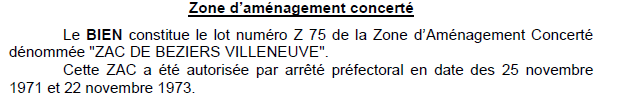 Zone d’aménagement concerté
Le BIEN constitue le lot numéro Z 75 de la Zone d’Aménagement Concerté
dénommée "ZAC DE BEZIERS VILLENEUVE".
Cette ZAC a été autorisée par arrêté préfectoral en date des 25 novembre
1971 et 22 novembre 1973.